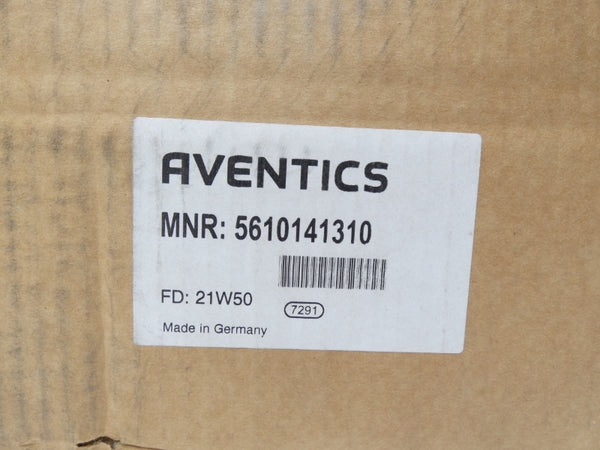 AVENTICS
MNR: 5610141310
FD: 21W50
7291
Made in Germany